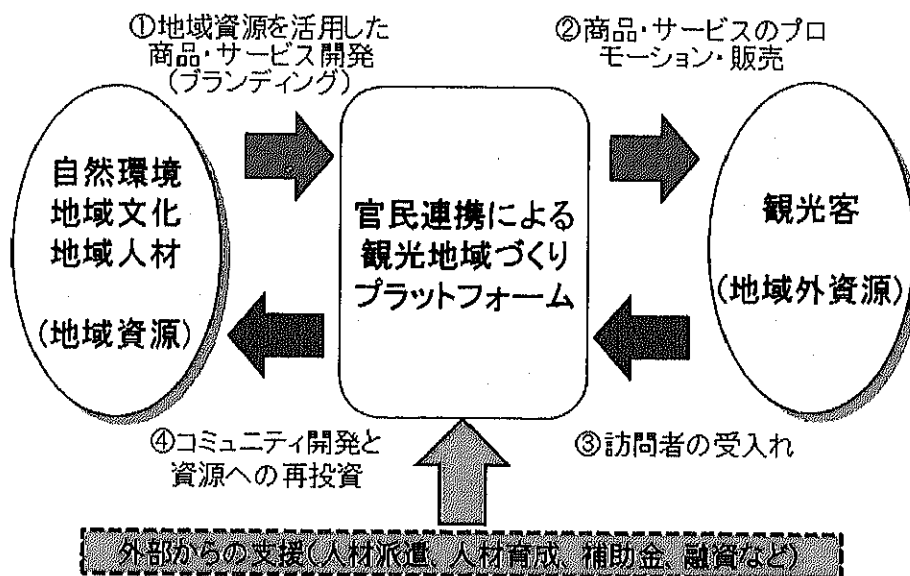 ①地域資源を活用した
商品・サービス開発
(ブランディング)
②商品・サービスのプロ
モーション・販売
自然環境
地域文化
地域人材
(地域資源)
官民連携による
観光地域づくり
プラットフォーム
観光客
(地域外資源)
④コミュニティ開発と
資源への再投資
③訪問者の受入れ
外部からの支援(人材派遣、人材育成、補助金、融資など)